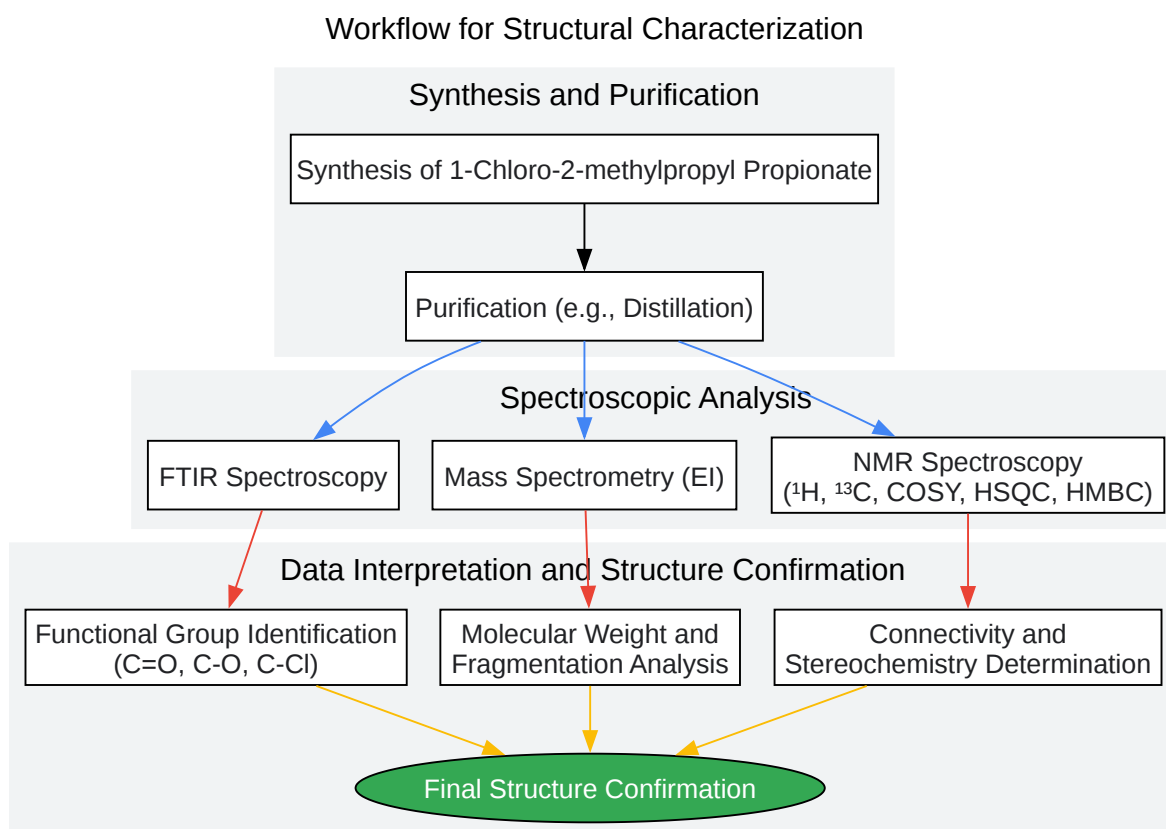 Workflow for Structural Characterization
Synthesis and Purification
Synthesis of 1-Chloro-2-methylpropyl Propionate
Purification (e.g., Distillation)
Spectroscopic Analysis
FTIR Spectroscopy
Mass Spectrometry (EI)
NMR Spectroscopy
(¹H, ¹³C, COSY, HSQC, HMBC)
Data Interpretation and Structure Confirmation
Functional Group Identification
(C=O, C-O, C-Cl)
Molecular Weight and
Fragmentation Analysis
Connectivity and
Stereochemistry Determination
Final Structure Confirmation